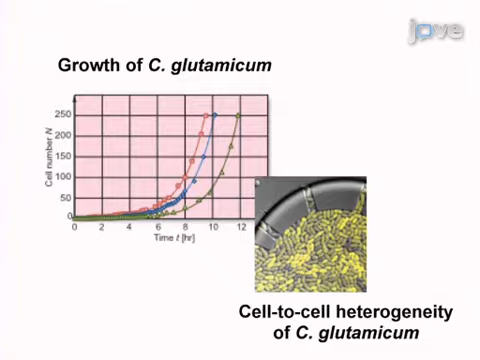 jove
Growth of C. glutamicum
250
200
150
100
50
0
Cell number N
0 2 4 6 8 10 12
Time t [hr]
Cell-to-cell heterogeneity
of C. glutamicum